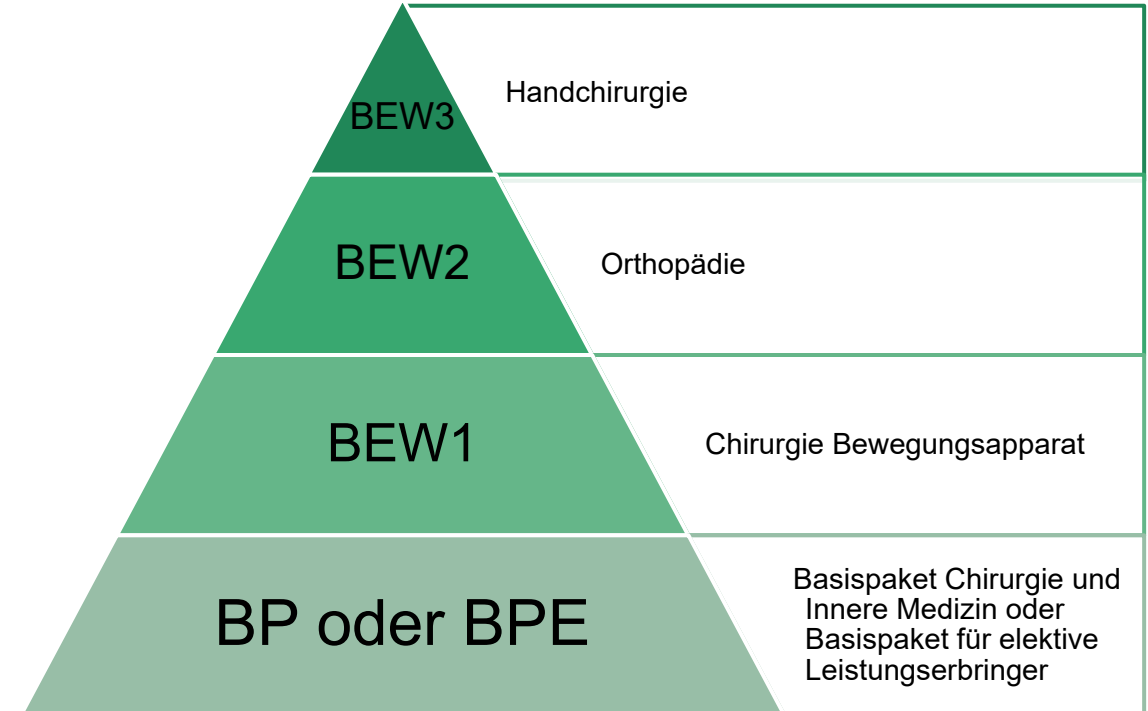 BEW3
Handchirurgie
BEW2
Orthopädie
BEW1
Chirurgie Bewegungsapparat
BP oder BPE
Basispaket Chirurgie und
Innere Medizin oder
Basispaket für elektive
Leistungserbringer